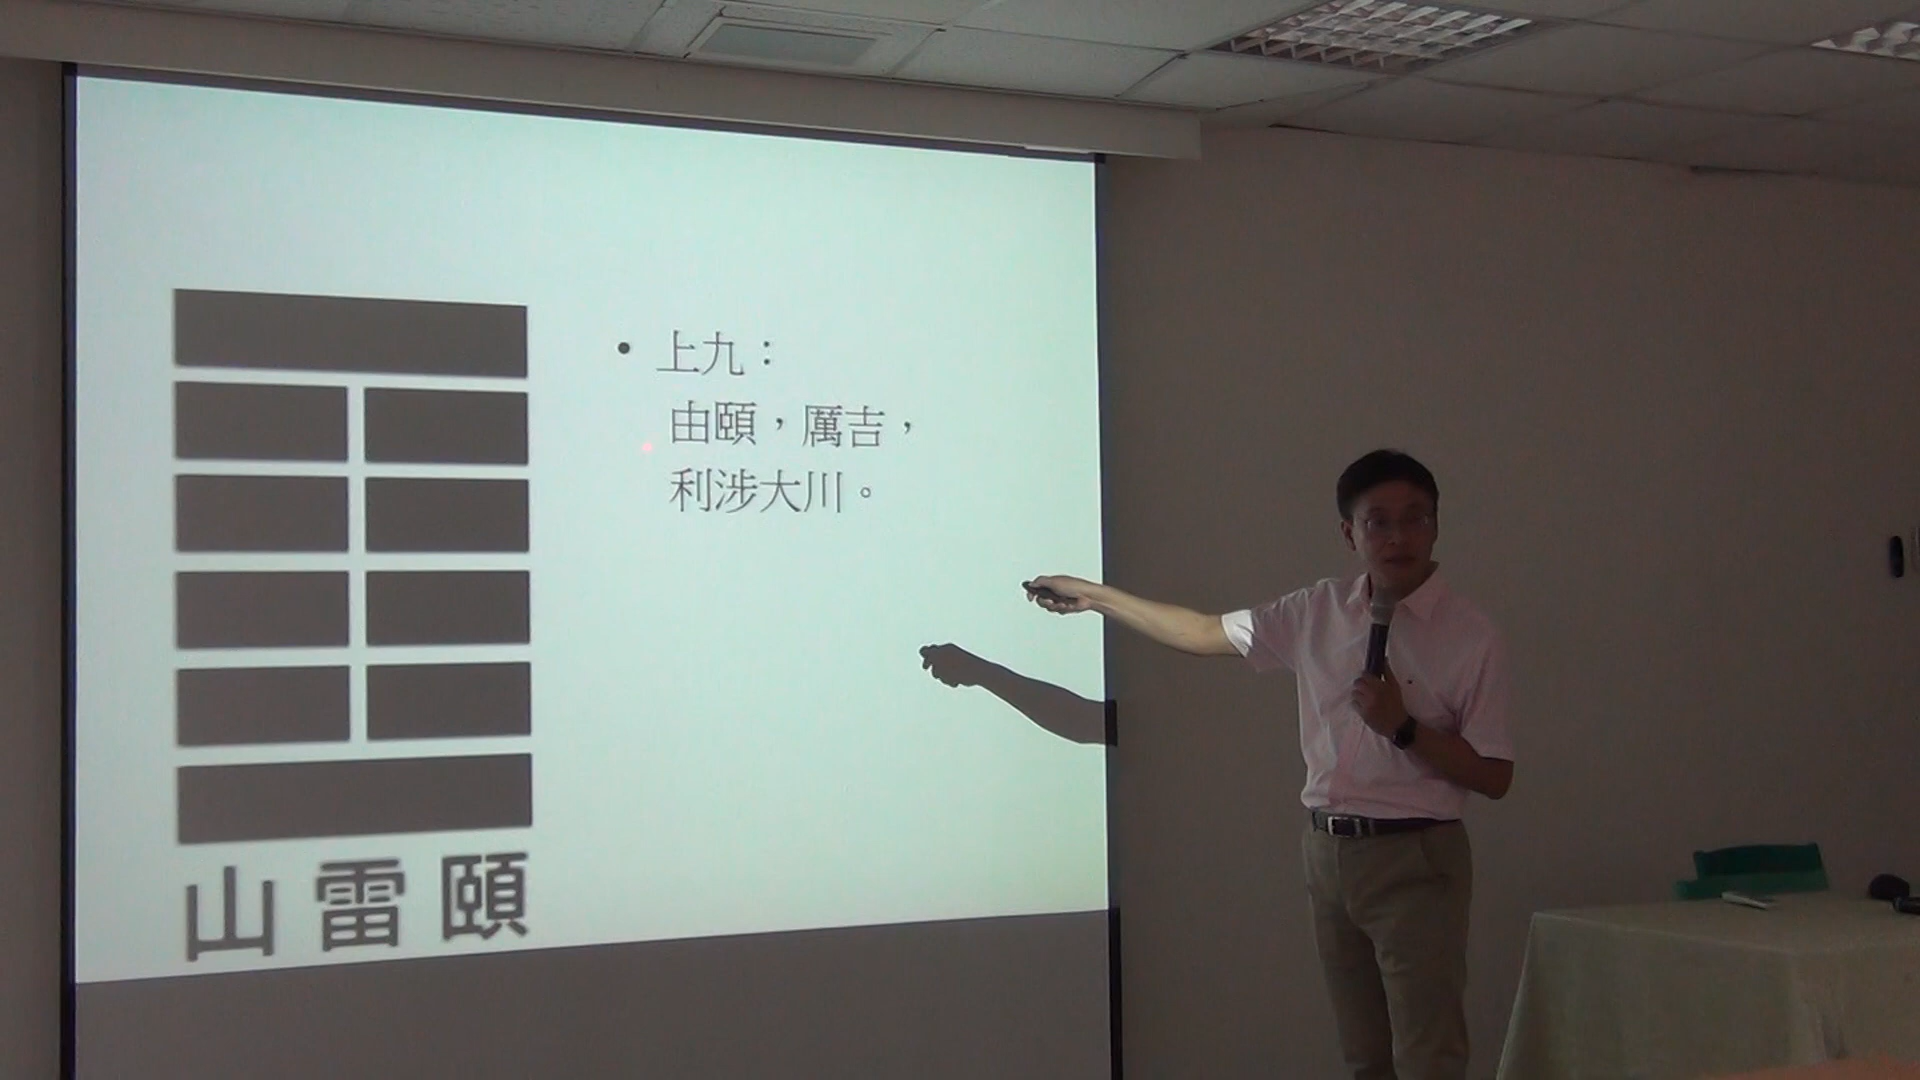 上九：
由頤，厲吉，
利涉大川。
山雷頤